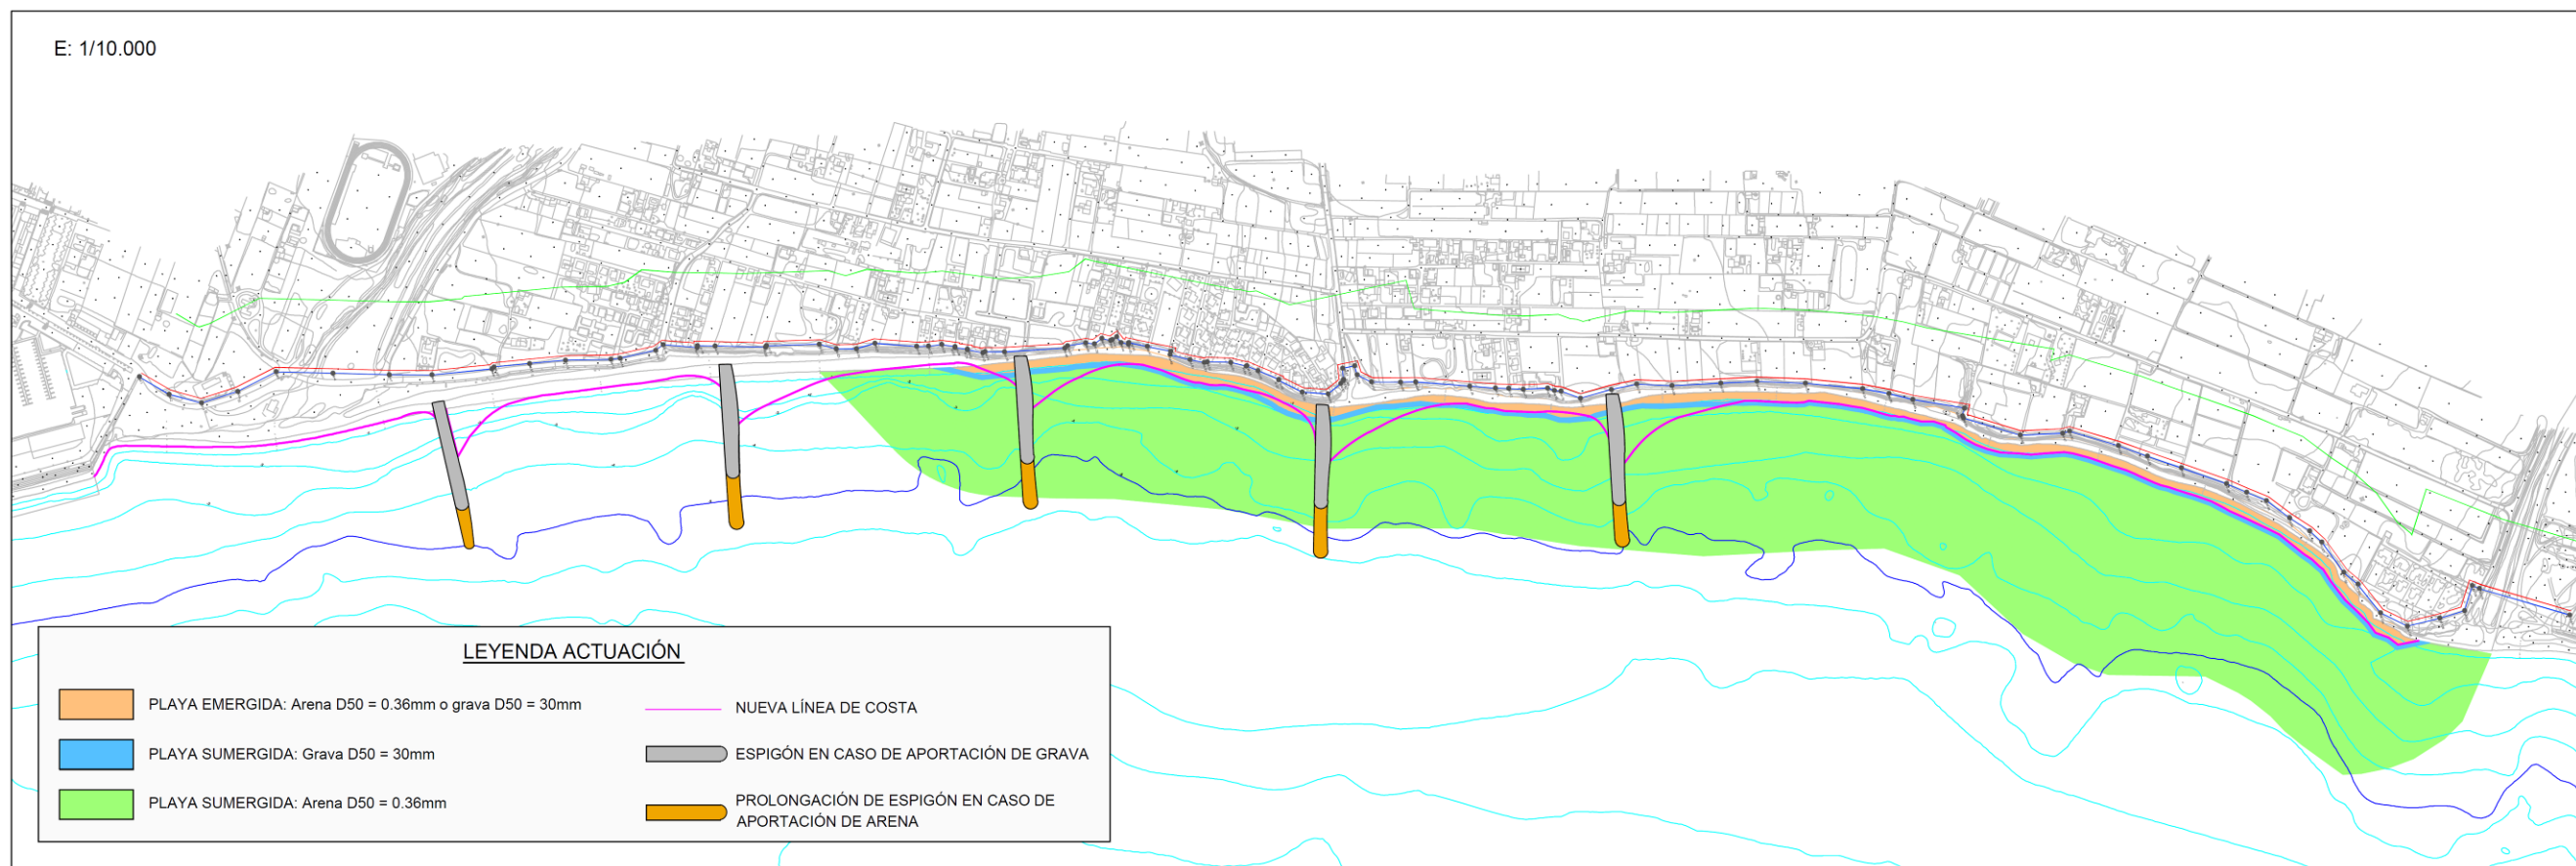 E: 1/10.000
LEYENDA ACTUACIÓN
PLAYA EMERGIDA: Arena D50 = 0.36mm o grava D50 = 30mm
PLAYA SUMERGIDA: Grava D50 = 30mm
PLAYA SUMERGIDA: Arena D50 = 0.36mm
NUEVA LÍNEA DE COSTA
ESPIGÓN EN CASO DE APORTACIÓN DE GRAVA
PROLONGACIÓN DE ESPIGÓN EN CASO DE
APORTACIÓN DE ARENA